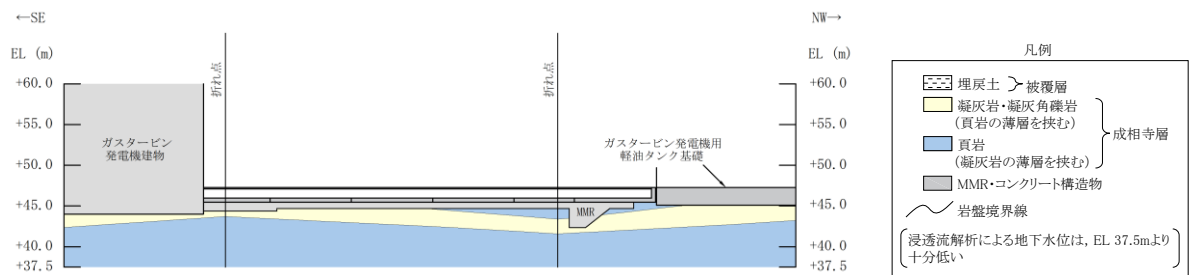 ←SE
NW→
EL (m)
EL (m)
+60.0
+55.0
+50.0
+45.0
+40.0
+37.5
折れ点
折れ点
ガスタービン
発電機建物
ガスタービン発電機用
軽油タンク基礎
MMR
+60.0
+55.0
+50.0
+45.0
+40.0
+37.5
凡例
埋戻土
被覆層
凝灰岩・凝灰角礫岩
(頁岩の薄層を挟む)
頁岩
(凝灰岩の薄層を挟む)
成相寺層
MMR・コンクリート構造物
岩盤境界線
浸透流解析による地下水位は, EL 37.5mより
十分低い